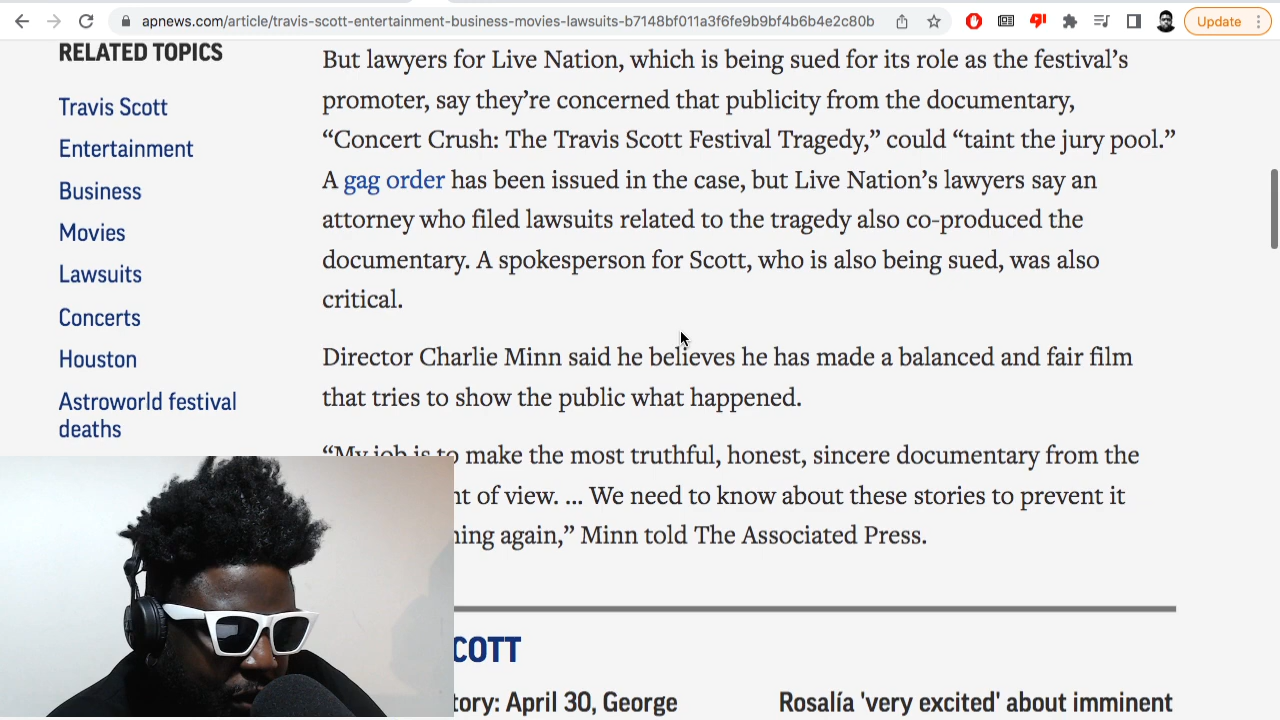 apnews.com/article/travis-scott-entertainment-business-movies-lawsuits-b7148bf011a3f6fe9b9bf4b6b4e2c80b
Update
RELATED TOPICS
Travis Scott
Entertainment
Business
Movies
Lawsuits
Concerts
Houston
Astroworld festival
deaths
But lawyers for Live Nation, which is being sued for its role as the festival’s
promoter, say they’re concerned that publicity from the documentary,
“Concert Crush: The Travis Scott Festival Tragedy,” could “taint the jury pool.”
A gag order has been issued in the case, but Live Nation’s lawyers say an
attorney who filed lawsuits related to the tragedy also co-produced the
documentary. A spokesperson for Scott, who is also being sued, was also
critical.
Director Charlie Minn said he believes he has made a balanced and fair film
that tries to show the public what happened.
“My job is to make the most truthful, honest, sincere documentary from the
nt of view. ... We need to know about these stories to prevent it
ning again,” Minn told The Associated Press.
COTT
tory: April 30, George
Rosalía 'very excited' about imminent